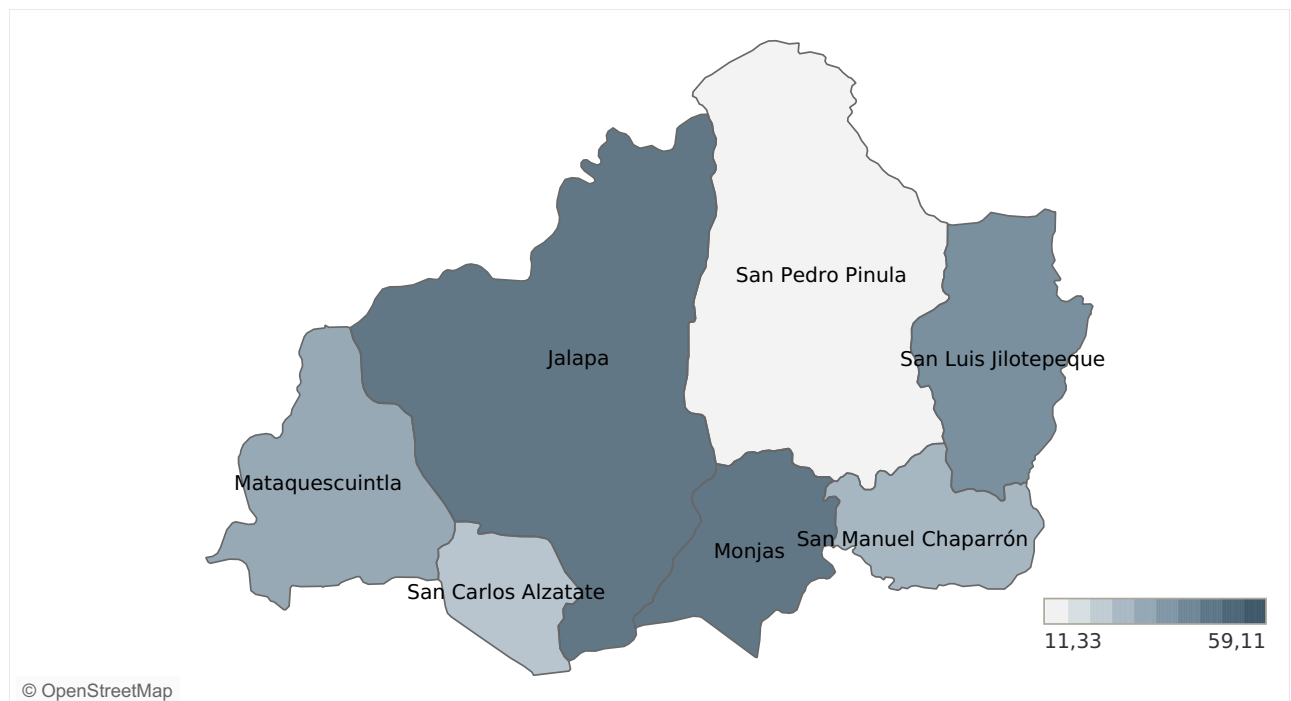 San Pedro Pinula
Jalapa
San Luis Jilotepeque
Mataquescuintla
Monjas
San Manuel Chaparrón
San Carlos Alzatate
11,33
59,11
© OpenStreetMap